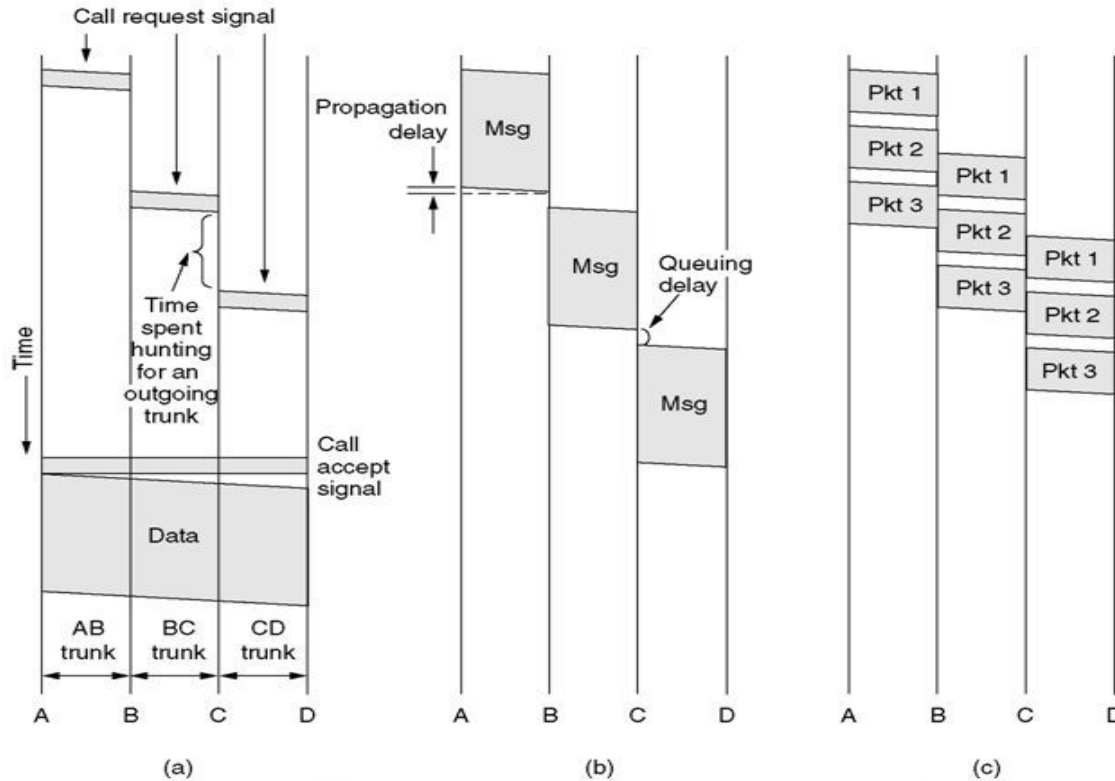 Call request signal
Propagation
delay
Msg
Msg
Queuing
delay
Msg
Pkt 1
Pkt 2
Pkt 3
Pkt 1
Pkt 2
Pkt 3
Pkt 1
Pkt 2
Pkt 3
Time
spent
hunting
for an
outgoing
trunk
Time
Call
accept
signal
Data
AB
trunk
BC
trunk
CD
trunk
A
B
C
D
A
B
C
D
A
B
C
D
(a)
(b)
(c)